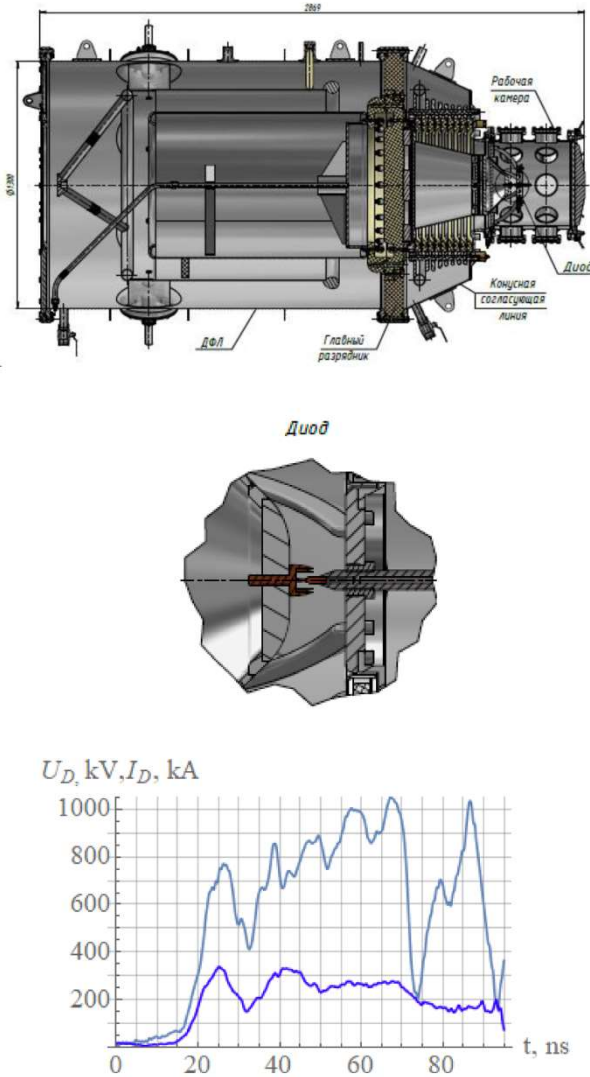 2869
Рабочая
камера
Ø1300
Диод
Конусная
согласующая
линия
ДФЛ
Главный
разрядник
Диод
U_D, kV, I_D, kA
1000
800
600
400
200
0 20 40 60 80
t, ns